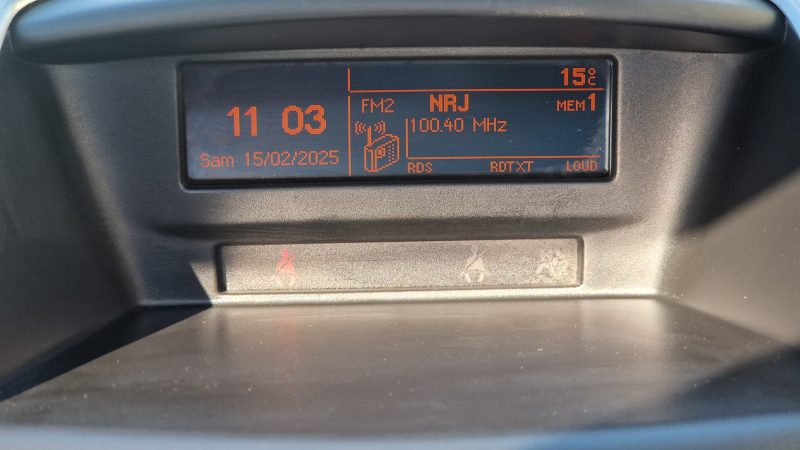 15°C
11 03
Sam 15/02/2025
FM2 NRJ MEM1
100.40 MHz
RDS RDTXT LOUD